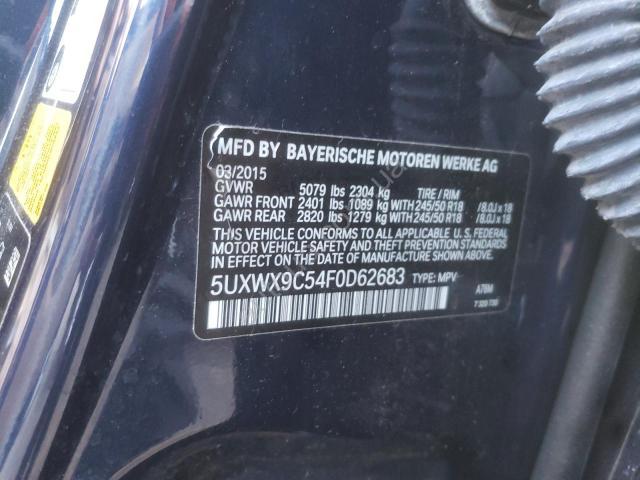 MFD BY BAYERISCHE MOTOREN WERKE AG
03/2015
GVWR 5079 lbs 2304 kg TIRE / RIM
GAWR FRONT 2401 lbs 1089 kg WITH 245/50 R18 /8.0J x 18
GAWR REAR 2820 lbs 1279 kg WITH 245/50 R18 /8.0J x 18
THIS VEHICLE CONFORMS TO ALL APPLICABLE U.S. FEDERAL
MOTOR VEHICLE SAFETY AND THEFT PREVENTION STANDARDS
IN EFFECT ON THE DATE OF MANUFACTURE SHOWN ABOVE.
5UXWX9C54F0D62683 TYPE: MPV